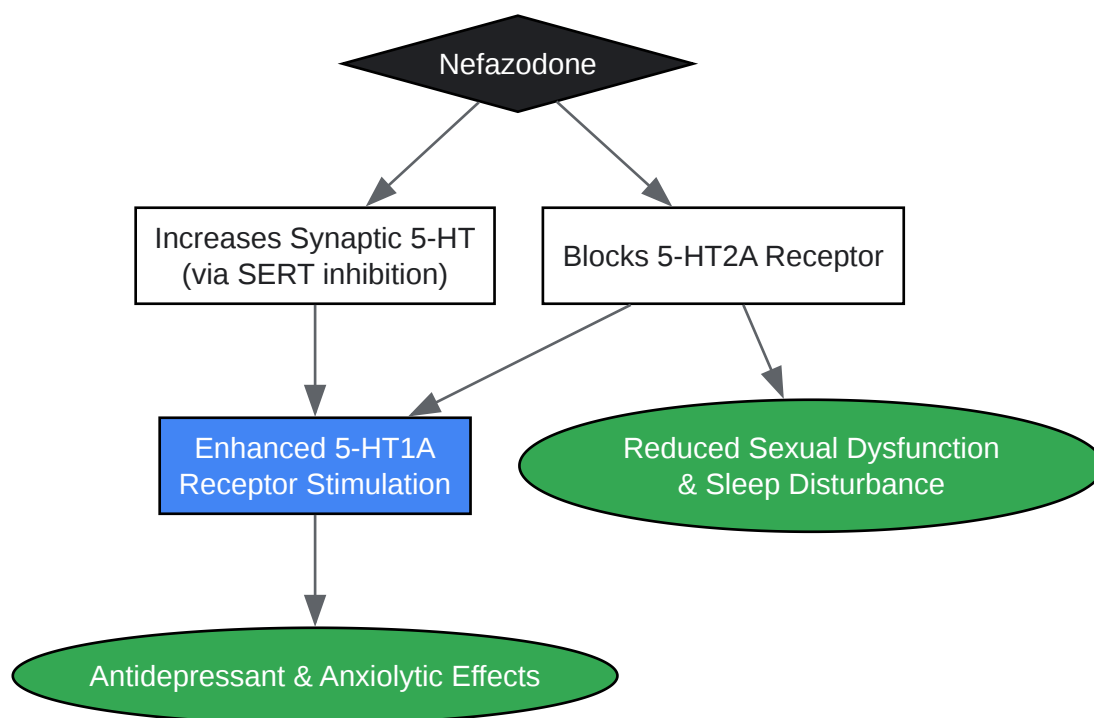 Nefazodone
Increases Synaptic 5-HT
(via SERT inhibition)
Blocks 5-HT2A Receptor
Enhanced 5-HT1A
Receptor Stimulation
Reduced Sexual Dysfunction
& Sleep Disturbance
Antidepressant & Anxiolytic Effects